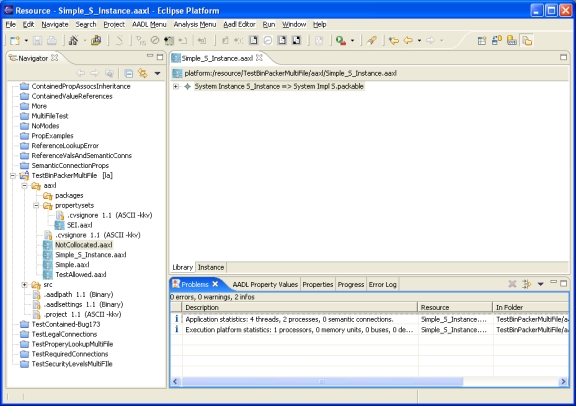 Resource - Simple_S_Instance.aaxl - Eclipse Platform
File Edit Navigate Search Project AADL Menu Analysis Menu Aadl Editor Run Window Help
Navigator
ContainedPropAssocsInheritance
ContainedValueReferences
More
MultiFileTest
NoModes
PropExamples
ReferenceLookupError
ReferenceValsAndSemanticConns
SemanticConnectionProps
TestBinPackerMultiFile [la]
aaxl
packages
propertysets
.cvsignore 1.1 (ASCII -kkv)
SEI.aaxl
.cvsignore 1.1 (ASCII -kkv)
NotCollocated.aaxl
Simple_S_Instance.aaxl
Simple.aaxl
TestAllowed.aaxl
src
.aadlpath 1.1 (Binary)
.aadlsettings 1.1 (Binary)
.project 1.1 (ASCII -kkv)
TestContained-Bug173
TestLegalConnections
TestProperyLookupMultiFile
TestRequiredConnections
TestSecurityLevelsMultiFile
Simple_S_Instance.aaxl
platform:/resource/TestBinPackerMultiFile/aaxl/Simple_S_Instance.aaxl
System Instance S_Instance => System Impl S.packable
Library Instance
Problems AADL Property Values Properties Progress Error Log
0 errors, 0 warnings, 2 infos
Description Resource In Folder
Application statistics: 4 threads, 2 processes, 0 semantic connections. Simple_S_Instance.... TestBinPackerMultiFile/a
Execution platform statistics: 1 processors, 0 memory units, 0 buses, 0 de... Simple_S_Instance.... TestBinPackerMultiFile/a